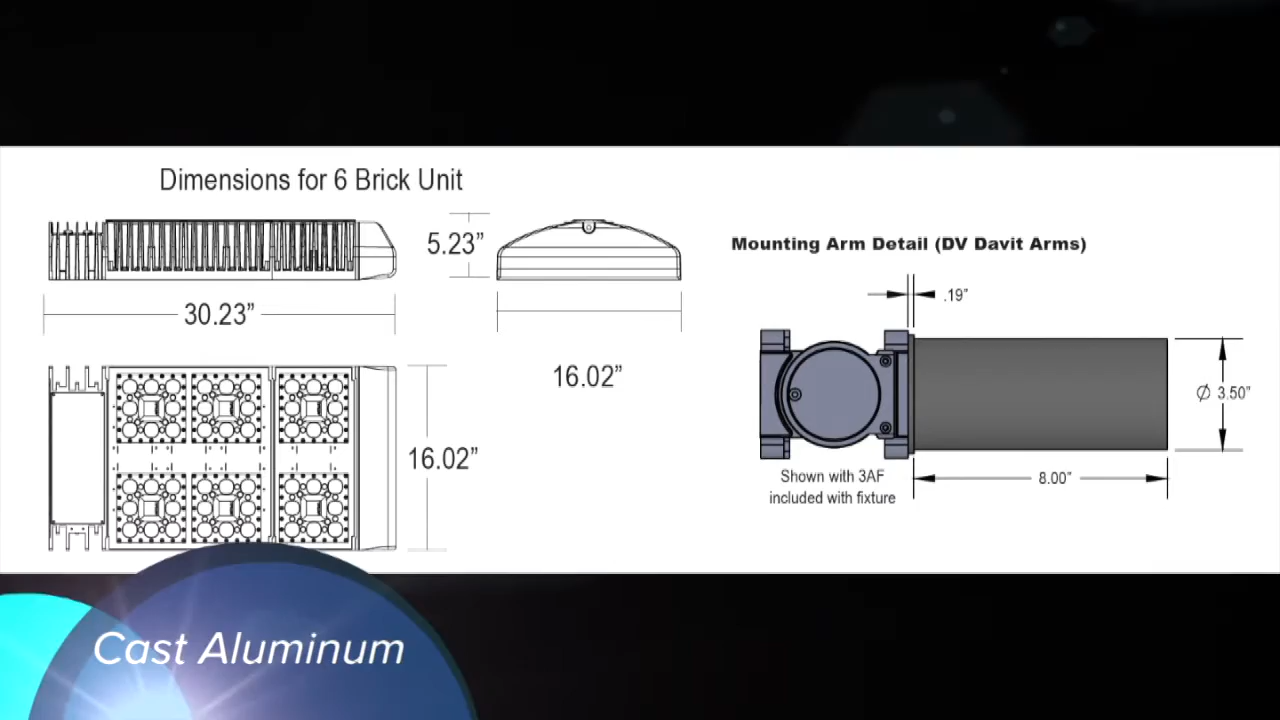 Dimensions for 6 Brick Unit
5.23”
30.23”
16.02”
16.02”
Mounting Arm Detail (DV Davit Arms)
.19”
∅ 3.50”
8.00”
Shown with 3AF
included with fixture
Cast Aluminum